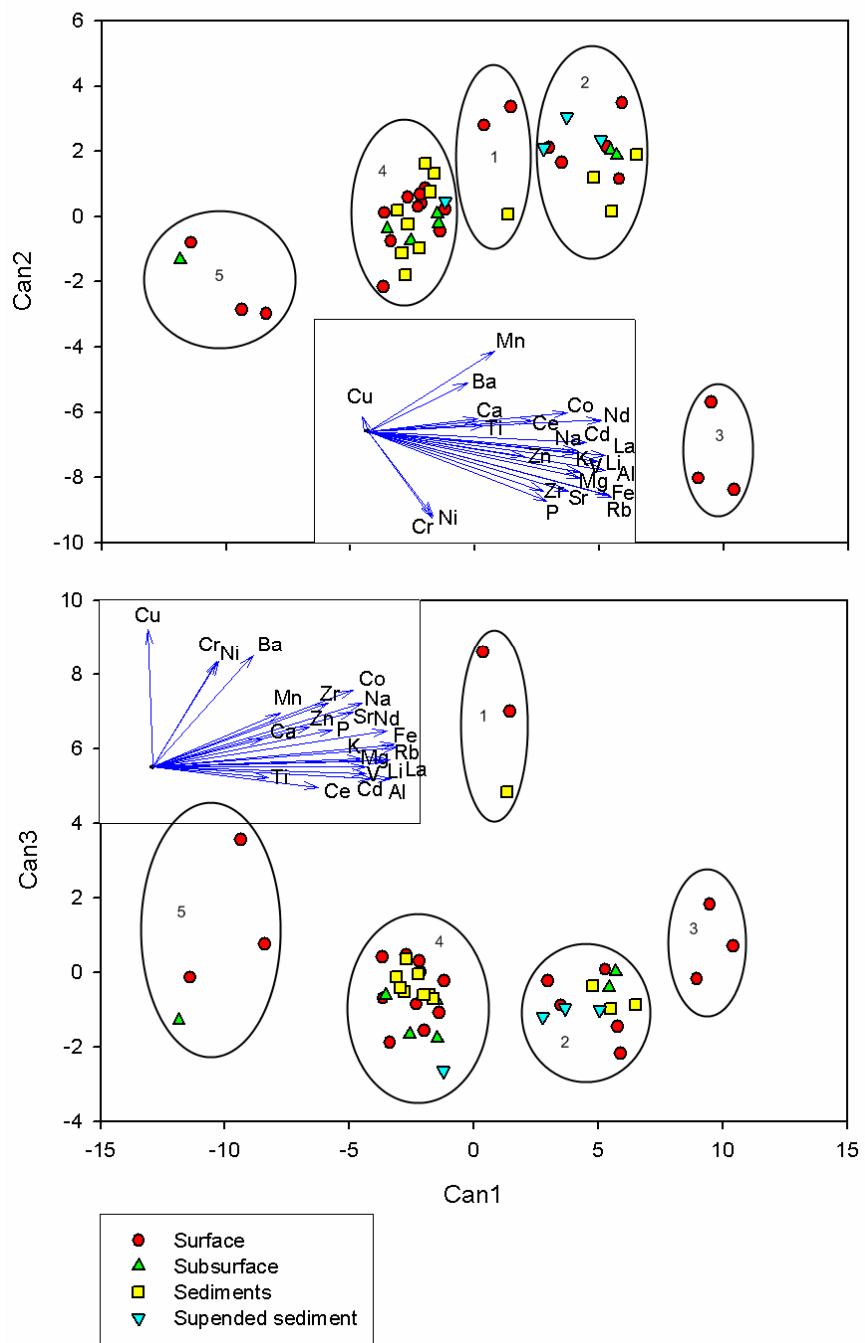 6
4
2
0
-2
-4
-6
-8
-10
Can2
1
2
3
4
5
Mn
Ba
Cu
Ca
Co
Ti
Ce
Nd
Na
Cd
La
Zn
K
V
Li
Al
Mg
Zr
Sr
Fe
P
Rb
Cr
Ni
10
8
6
4
2
0
-2
-4
Can3
Cu
Cr
Ni
Ba
Co
Zr
Na
Mn
Zn
Sr
Nd
Ca
P
Fe
K
Rb
Mg
Ti
V
Li
La
Ce
Cd
Al
1
5
4
3
2
-15
-10
-5
0
5
10
15
Can1
Surface
Subsurface
Sediments
Supended sediment